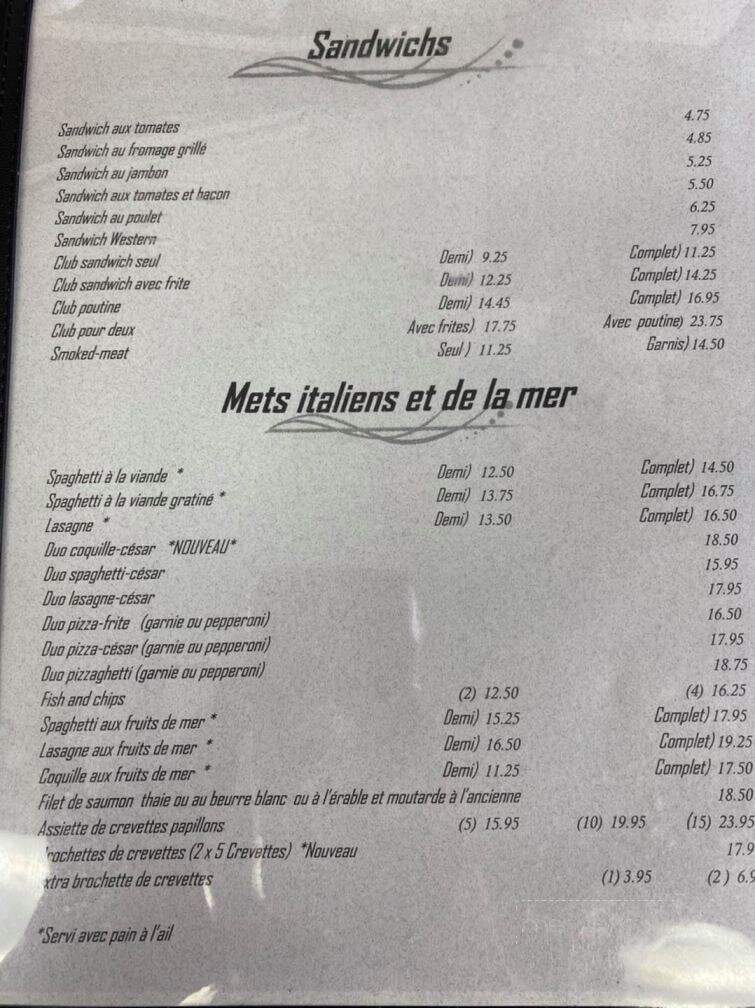 Sandwichs
Sandwich aux tomates 4.75
Sandwich au fromage grillé 4.85
Sandwich au jambon 5.25
Sandwich aux tomates et bacon 5.50
Sandwich au poulet 6.25
Sandwich Western 7.95
Club sandwich seul Demi) 9.25 Complet) 11.25
Club sandwich avec frite Demi) 12.25 Complet) 14.25
Club poutine Demi) 14.45 Complet) 16.95
Club pour deux Avec frites) 17.75 Avec poutine) 23.75
Smoked-meat Seul ) 11.25 Garnis) 14.50
Mets italiens et de la mer
Spaghetti à la viande * Demi) 12.50 Complet) 14.50
Spaghetti à la viande gratiné * Demi) 13.75 Complet) 16.75
Lasagne * Demi) 13.50 Complet) 16.50
Duo coquille-césar *NOUVEAU* 18.50
Duo spaghetti-césar 15.95
Duo lasagne-césar 17.95
Duo pizza-frite (garnie ou pepperoni) 16.50
Duo pizza-césar (garnie ou pepperoni) 17.95
Duo pizzaghetti (garnie ou pepperoni) 18.75
Fish and chips (2) 12.50 (4) 16.25
Spaghetti aux fruits de mer * Demi) 15.25 Complet) 17.95
Lasagne aux fruits de mer * Demi) 16.50 Complet) 19.25
Coquille aux fruits de mer * Demi) 11.25 Complet) 17.50
Filet de saumon thaie ou au beurre blanc ou à l'érable et moutarde à l'ancienne 18.50
Assiette de crevettes papillons (5) 15.95 (10) 19.95 (15) 23.95
rochettes de crevettes (2 x 5 Crevettes) *Nouveau 17.9
xtra brochette de crevettes (1) 3.95 (2 ) 6.9
*Servi avec pain à l'ail